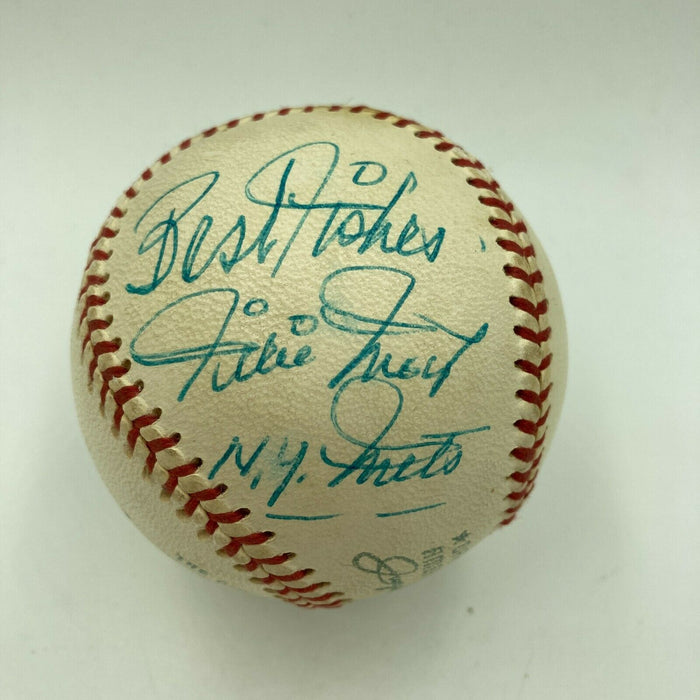 Best Wishes
Willie Mays
N.Y. Mets